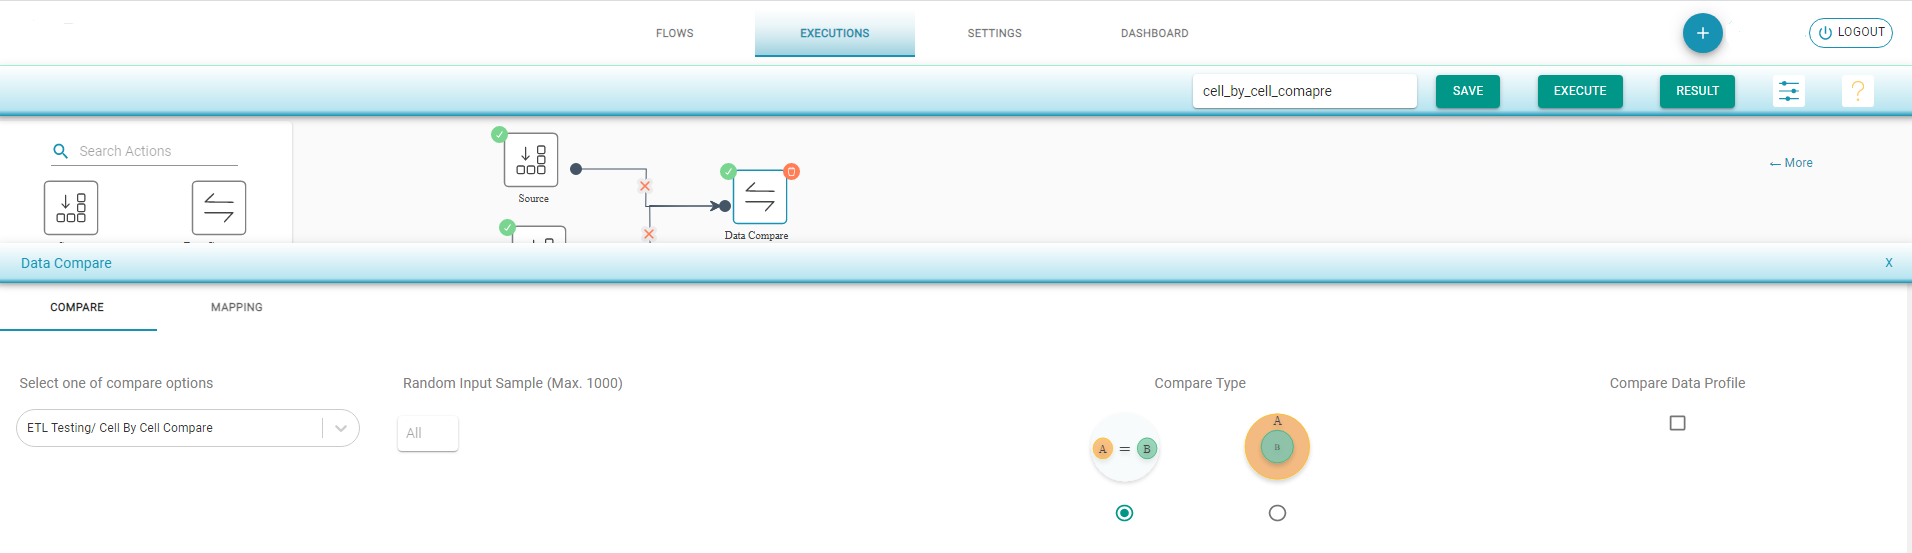 FLOWS
EXECUTIONS
SETTINGS
DASHBOARD
+
LOGOUT
cell_by_cell_comapre
SAVE
EXECUTE
RESULT
?
Search Actions
Source
Data Compare
← More
Data Compare
X
COMPARE
MAPPING
Select one of compare options
Random Input Sample (Max. 1000)
Compare Type
Compare Data Profile
ETL Testing/ Cell By Cell Compare
All
A = B
A
B